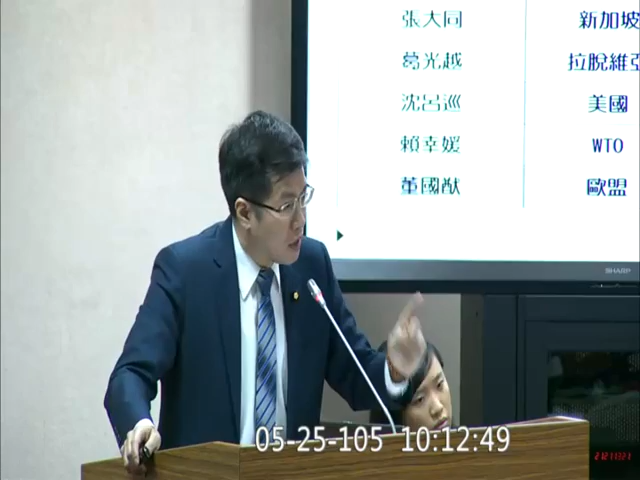 張大同 新加坡
葛光越 拉脫維亞
沈呂巡 美國
賴幸媛 WTO
董國猷 歐盟
SHARP
05-25-105 10:12:49